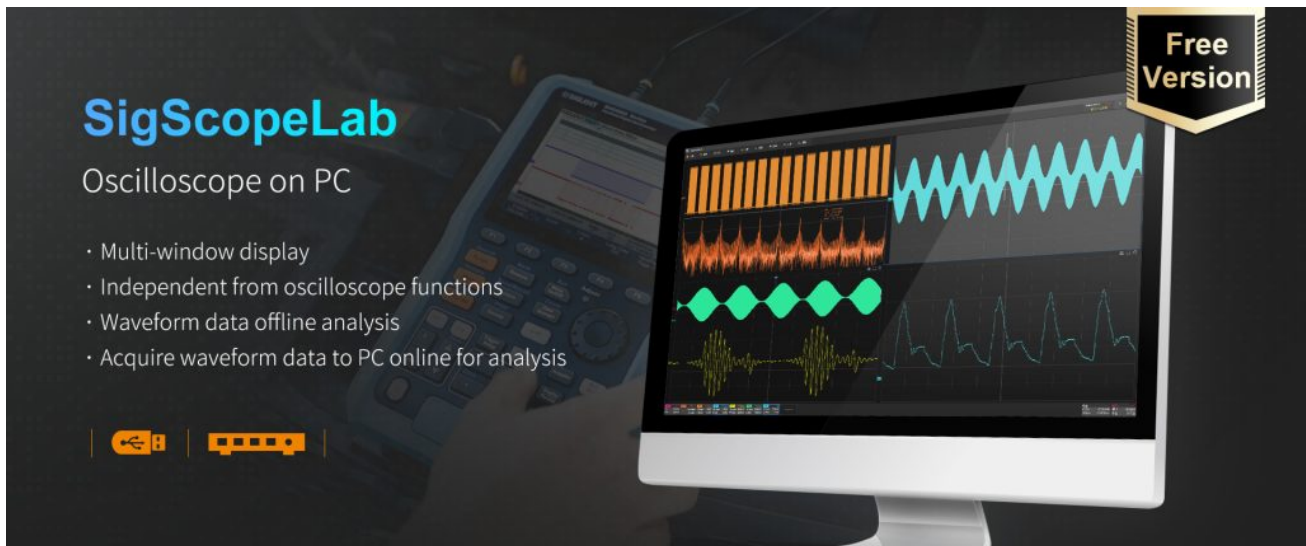 Free
Version
SigScopeLab
Oscilloscope on PC
· Multi-window display
· Independent from oscilloscope functions
· Waveform data offline analysis
· Acquire waveform data to PC online for analysis
SIGLENT